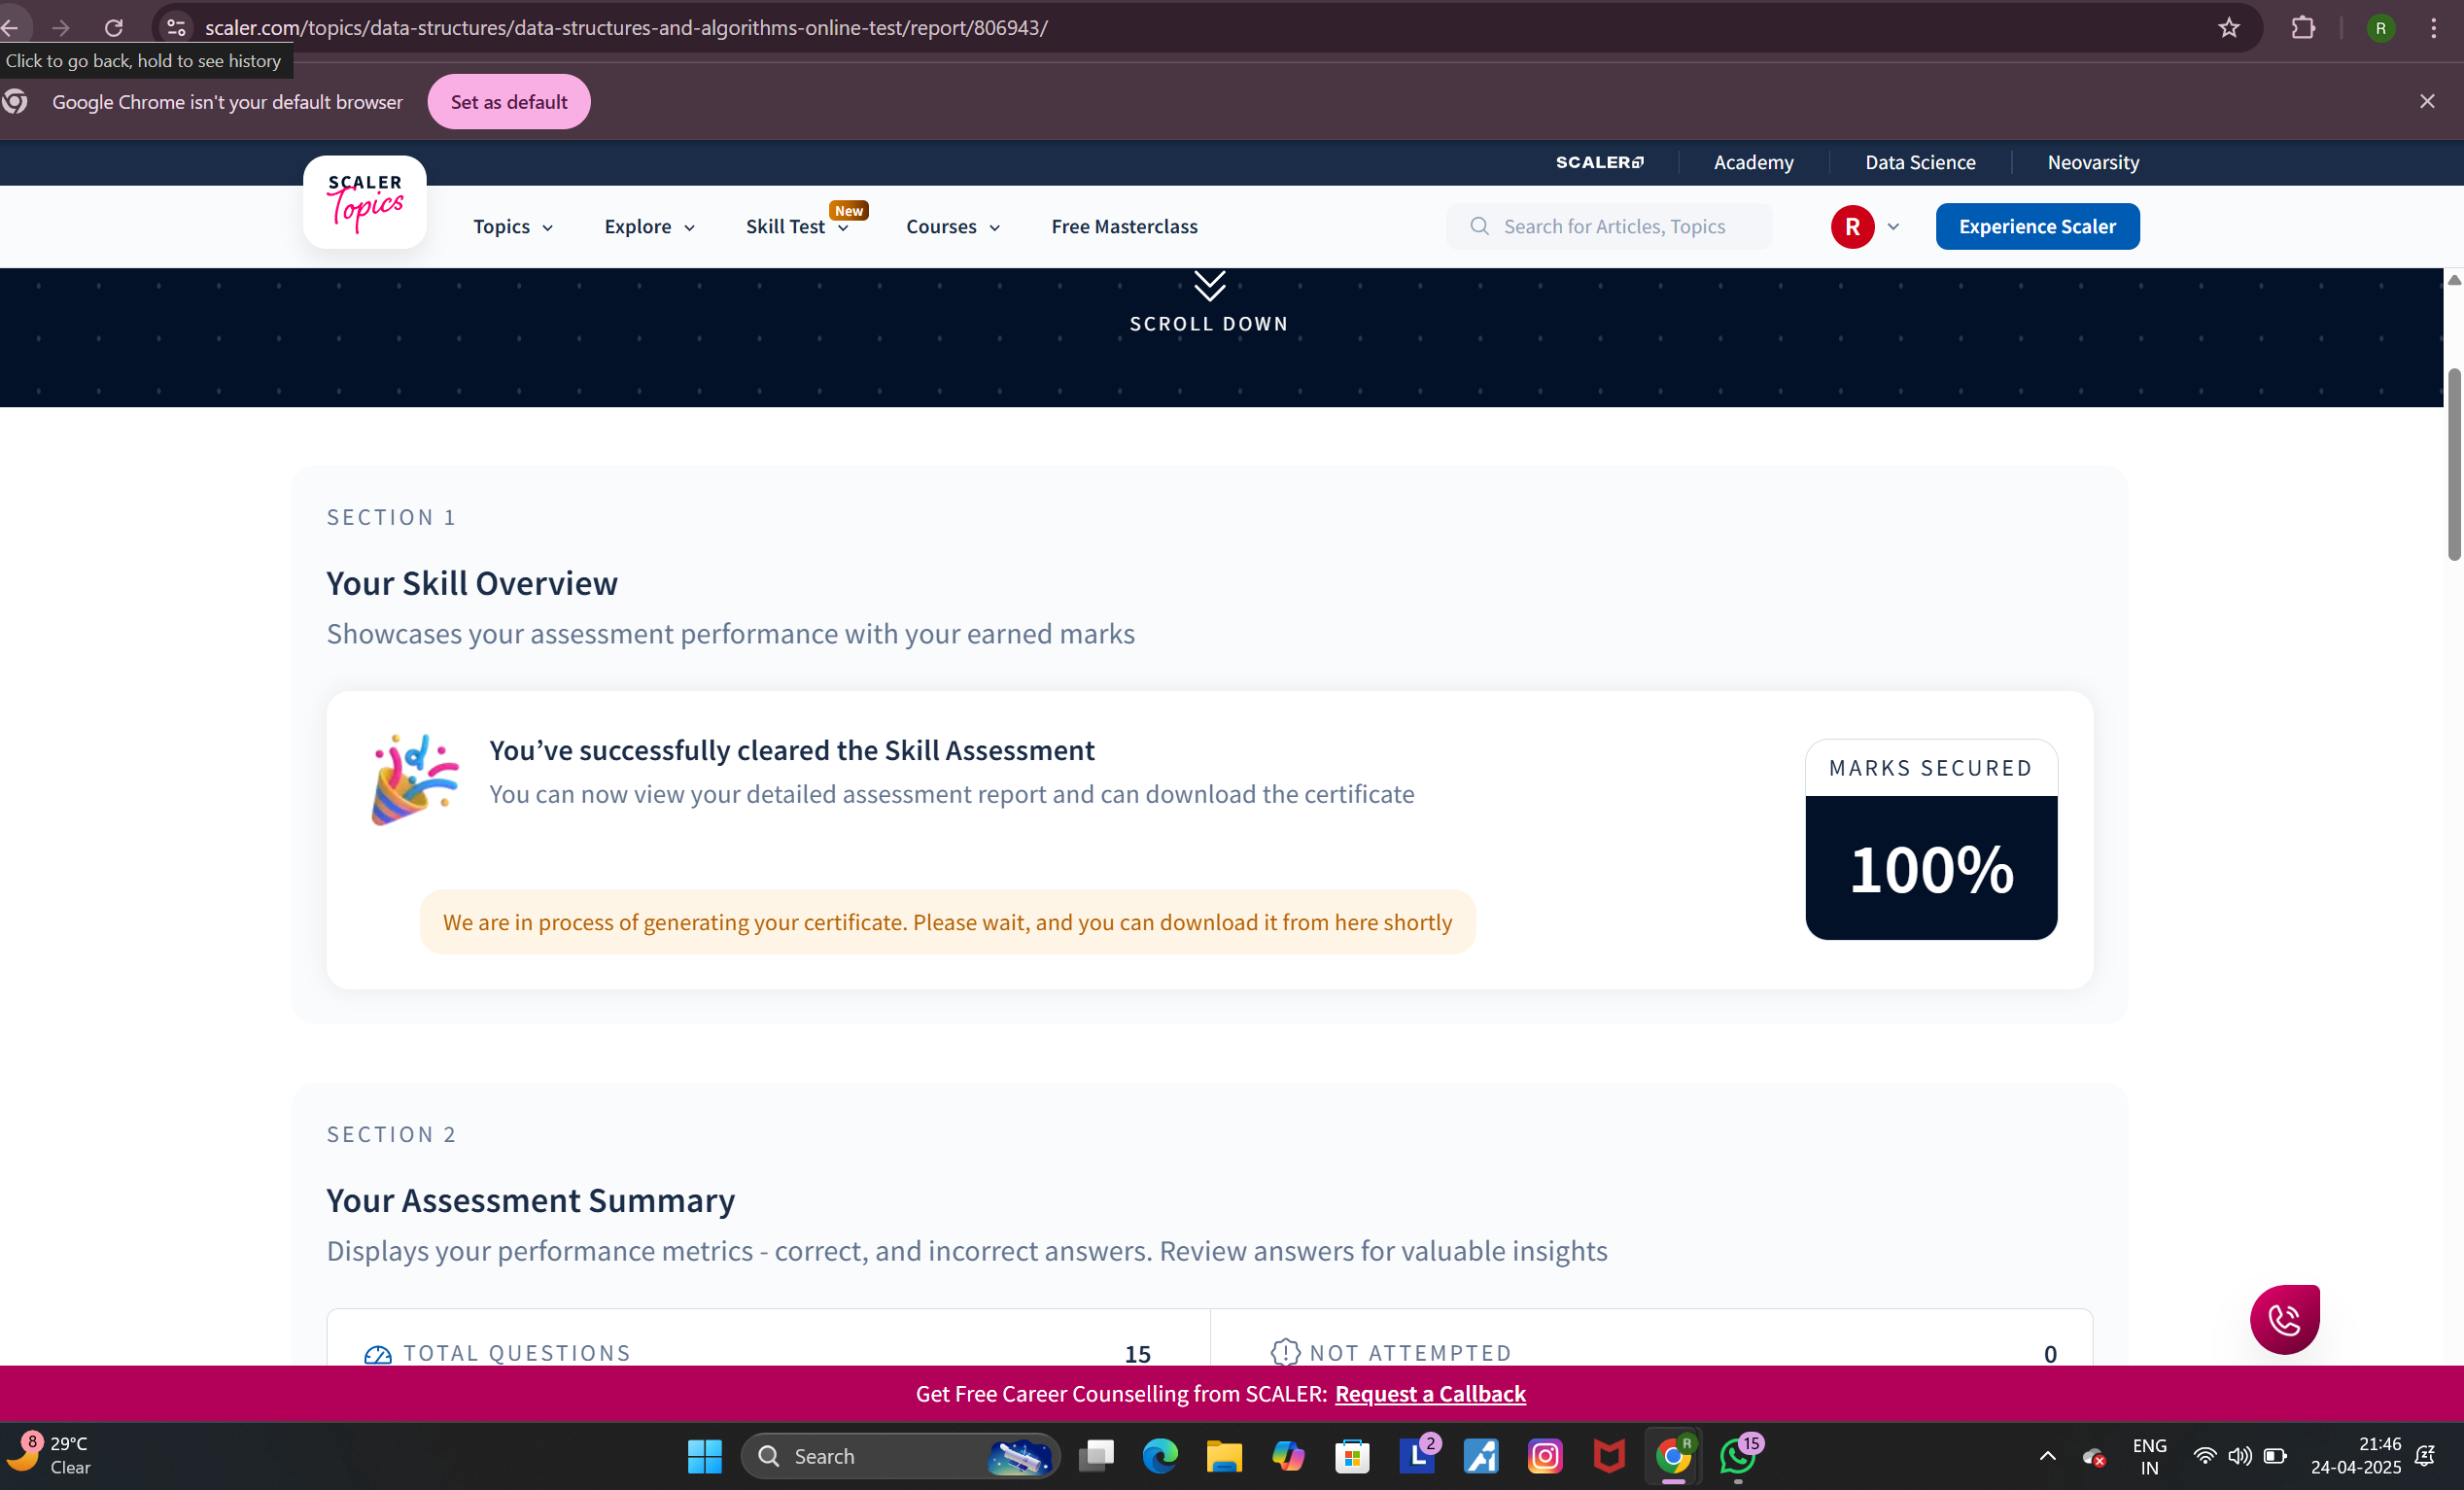 scaler.com/topics/data-structures/data-structures-and-algorithms-online-test/report/806943/
R
Click to go back, hold to see history
Google Chrome isn't your default browser
Set as default
SCALER
Academy
Data Science
Neovarsity
SCALER
Topics
Topics
Explore
Skill Test
New
Courses
Free Masterclass
Search for Articles, Topics
R
Experience Scaler
SCROLL DOWN
SECTION 1
Your Skill Overview
Showcases your assessment performance with your earned marks
You’ve successfully cleared the Skill Assessment
You can now view your detailed assessment report and can download the certificate
MARKS SECURED
100%
We are in process of generating your certificate. Please wait, and you can download it from here shortly
SECTION 2
Your Assessment Summary
Displays your performance metrics - correct, and incorrect answers. Review answers for valuable insights
TOTAL QUESTIONS
15
NOT ATTEMPTED
0
Get Free Career Counselling from SCALER: Request a Callback
8
29°C
Clear
Search
L
2
R
15
ENG
IN
21:46
24-04-2025